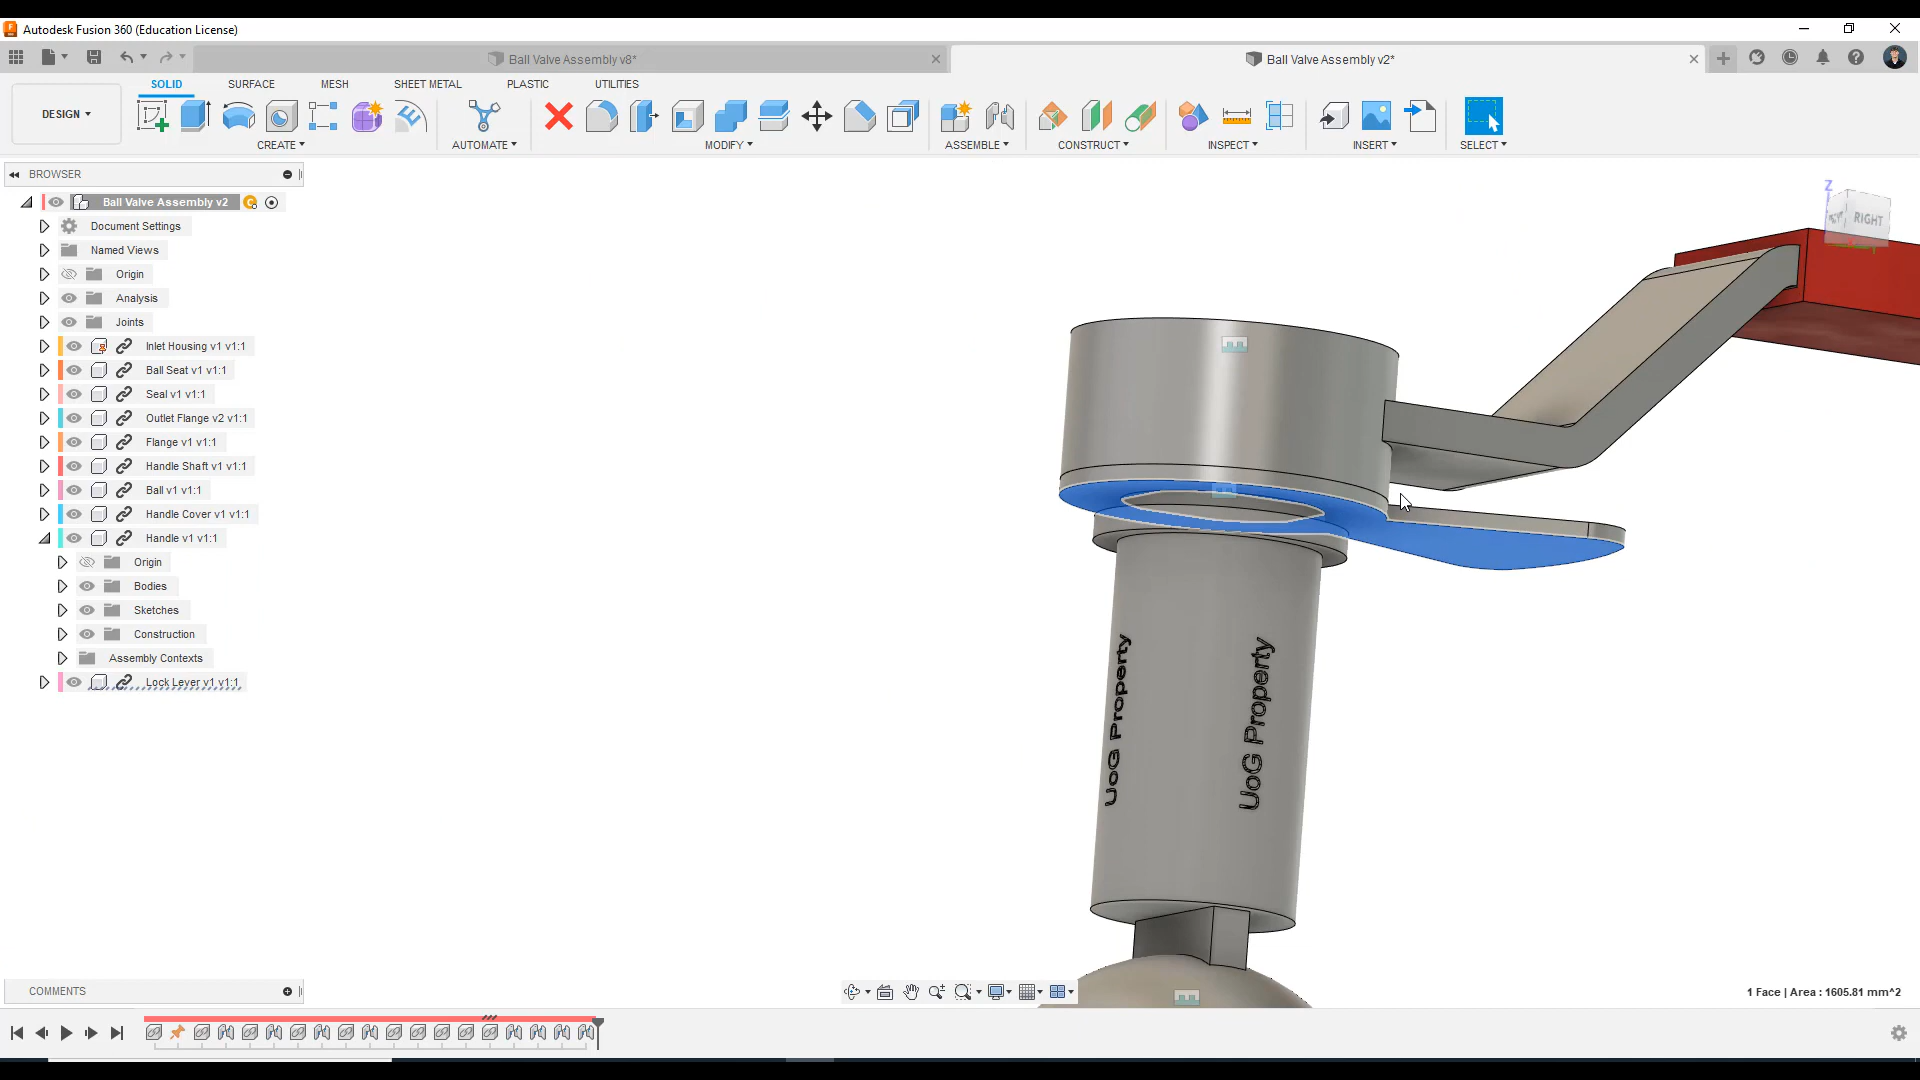 Autodesk Fusion 360 (Education License)
Ball Valve Assembly v8*
Ball Valve Assembly v2*
DESIGN
SOLID
SURFACE
MESH
SHEET METAL
PLASTIC
UTILITIES
CREATE
AUTOMATE
MODIFY
ASSEMBLE
CONSTRUCT
INSPECT
INSERT
SELECT
BROWSER
Ball Valve Assembly v2
Document Settings
Named Views
Origin
Analysis
Joints
Inlet Housing v1 v1:1
Ball Seat v1 v1:1
Seal v1 v1:1
Outlet Flange v2 v1:1
Flange v1 v1:1
Handle Shaft v1 v1:1
Ball v1 v1:1
Handle Cover v1 v1:1
Handle v1 v1:1
Origin
Bodies
Sketches
Construction
Assembly Contexts
Lock Lever v1 v1:1
Z
RIGHT
UoG Property
UoG Property
COMMENTS
1 Face | Area : 1605.81 mm^2